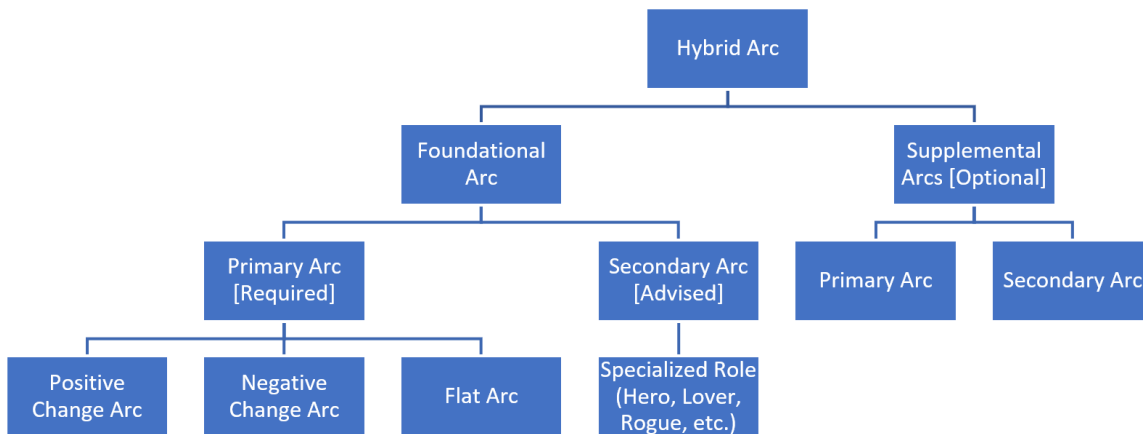 Hybrid Arc
Foundational
Arc
Supplemental
Arcs [Optional]
Primary Arc
[Required]
Secondary Arc
[Advised]
Primary Arc
Secondary Arc
Positive
Change Arc
Negative
Change Arc
Flat Arc
Specialized Role
(Hero, Lover,
Rogue, etc.)